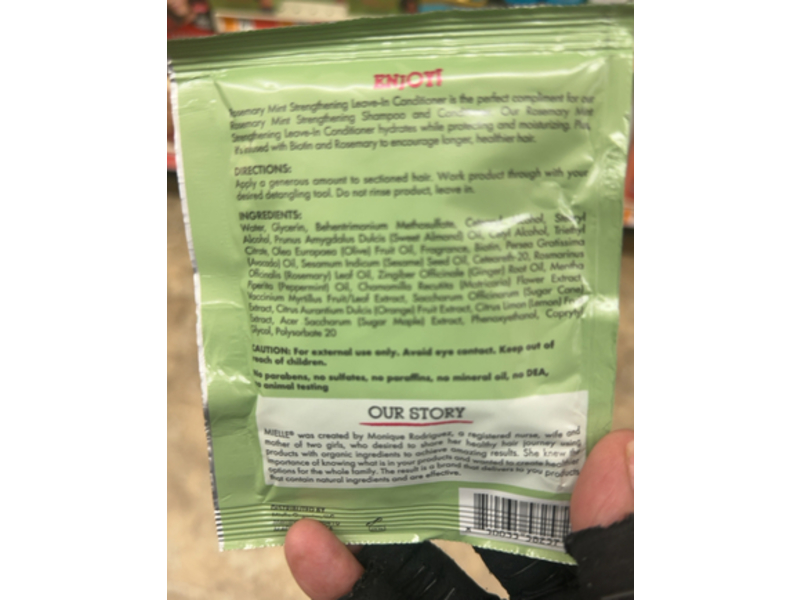 ENJOY!
Rosemary Mint Strengthening Leave-In Conditioner is the perfect compliment for our
Rosemary Mint Strengthening Shampoo and Our Rosemary Mint
Strengthening Leave-In Conditioner hydrates while protecting and moisturizing. Plus,
it's infused with Biotin and Rosemary to encourage longer, healthier hair.
DIRECTIONS:
Apply a generous amount to sectioned hair. Work product through with your
desired detangling tool. Do not rinse product, leave in.
INGREDIENTS:
Water, Glycerin, Behentrimonium Methosulfate, Stearyl
Alcohol, Prunus Amygdalus Dulcis (Sweet Almond) Oil, Cetyl Alcohol, Triethyl
Citrate, Olea Europaea (Olive) Fruit Oil, Fragrance, Biotin, Persea Gratissima
(Avocado) Oil, Sesamum Indicum (Sesame) Seed Oil, Ceteareth-20, Rosmarinus
Officinalis (Rosemary) Leaf Oil, Zingiber Officinale (Ginger) Root Oil, Mentha
Piperita (Peppermint) Oil, Chamomilla Recutita (Matricaria) Flower Extract,
Vaccinium Myrtillus Fruit/Leaf Extract, Saccharum Officinarum (Sugar Cane)
Extract, Citrus Aurantium Dulcis (Orange) Fruit Extract, Citrus Limon (Lemon) Fruit
Extract, Acer Saccharum (Sugar Maple) Extract, Phenoxyethanol, Caprylyl
Glycol, Polysorbate 20
CAUTION: For external use only. Avoid eye contact. Keep out of
reach of children.
No parabens, no sulfates, no paraffins, no mineral oil, no DEA,
no animal testing
OUR STORY
MIELLE® was created by Monique Rodriguez, a registered nurse, wife and
mother of two girls, who desired to share her healthy hair journey using
products with organic ingredients to achieve amazing results. She knew the
importance of knowing what is in your products and wanted to create healthier
options for the whole family. The result is a brand that delivers to you products
that contain natural ingredients and are effective.
DISTRIBUTED BY